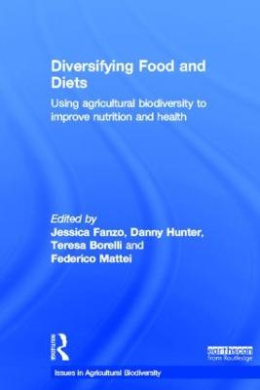 Diversifying Food and
Diets
Using agricultural biodiversity to
improve nutrition and health
Edited by
Jessica Fanzo, Danny Hunter,
Teresa Borelli and
Federico Mattei
Routledge
earthscan
from Routledge
Issues in Agricultural Biodiversity